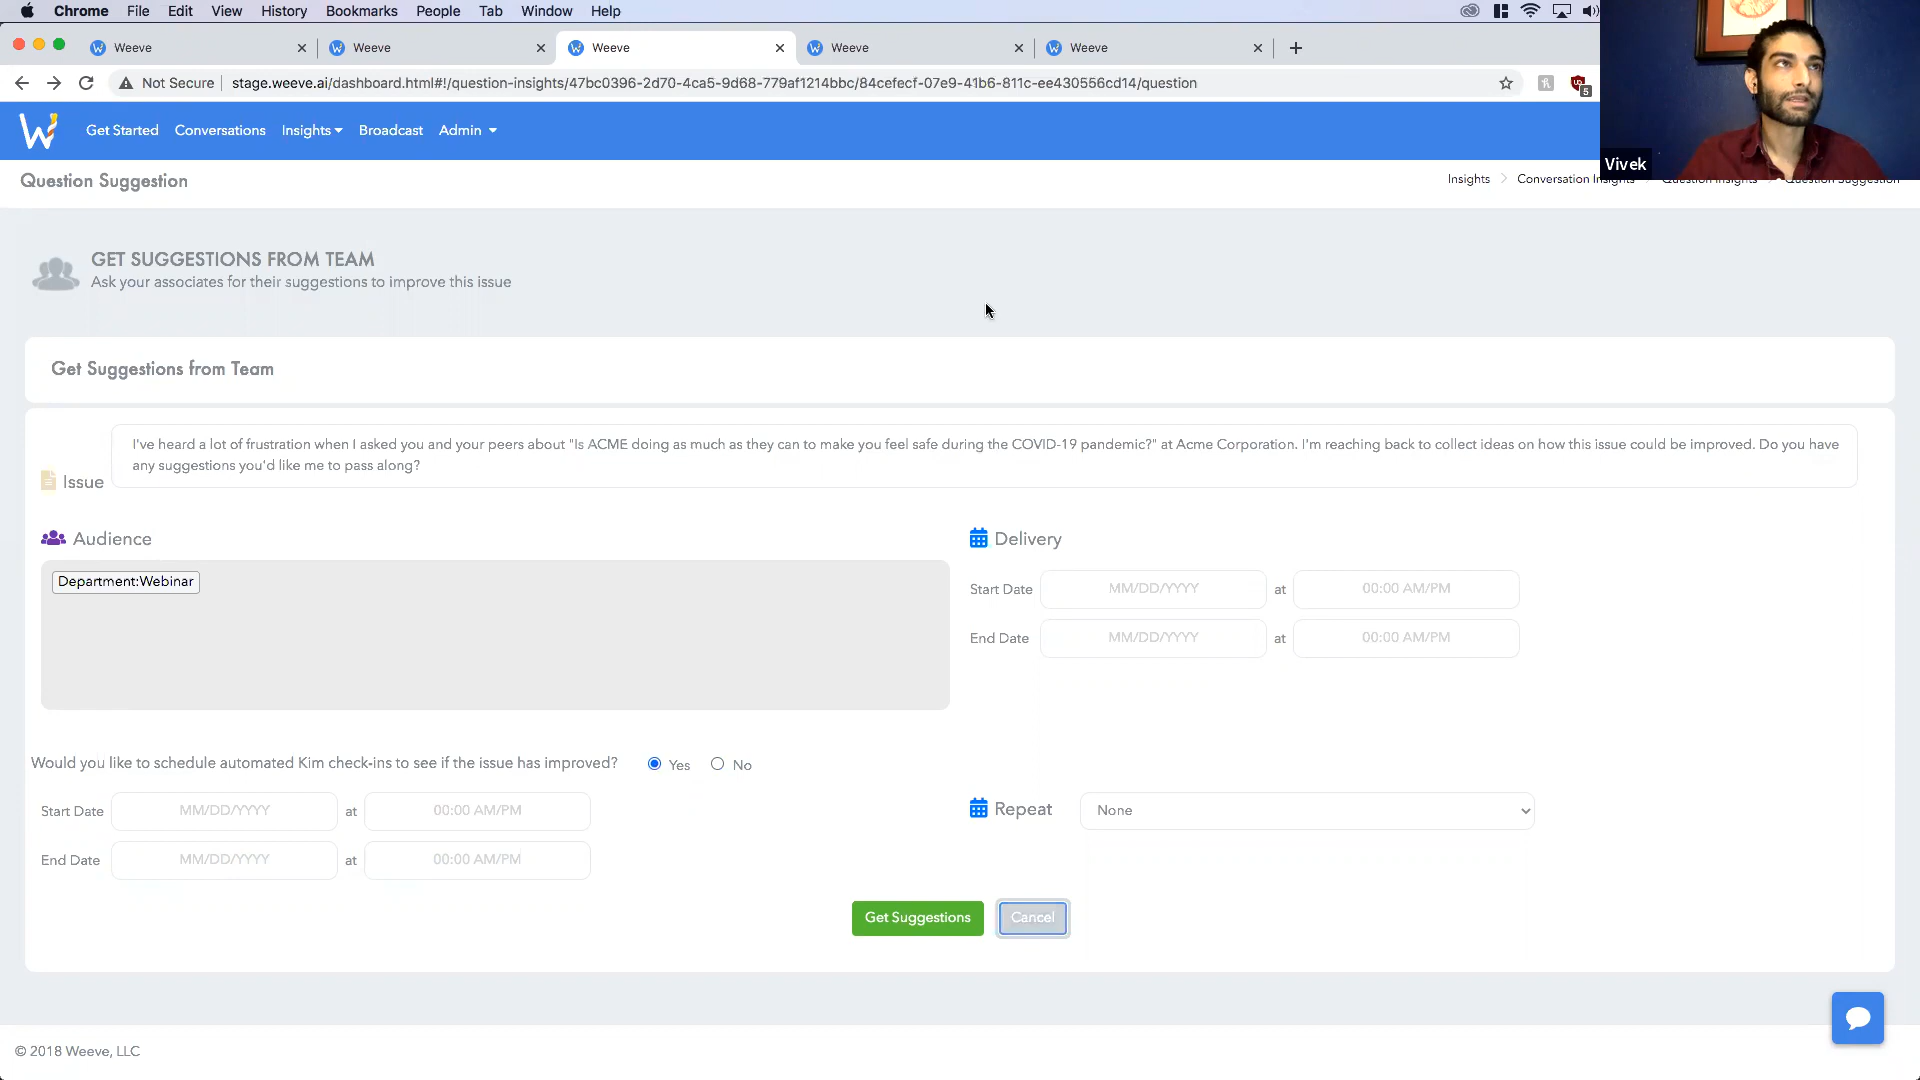 Chrome File Edit View History Bookmarks People Tab Window Help
Weeve Weeve Weeve Weeve Weeve
Not Secure stage.weeve.ai/dashboard.html#!/question-insights/47bc0396-2d70-4ca5-9d68-779af1214bbc/84cefecf-07e9-41b6-811c-ee430556cd14/question
5
W Get Started Conversations Insights Broadcast Admin
Vivek
Question Suggestion Insights Conversation Insights Question Insights Question Suggestion
GET SUGGESTIONS FROM TEAM
Ask your associates for their suggestions to improve this issue
Get Suggestions from Team
Issue
I've heard a lot of frustration when I asked you and your peers about "Is ACME doing as much as they can to make you feel safe during the COVID-19 pandemic?" at Acme Corporation. I'm reaching back to collect ideas on how this issue could be improved. Do you have
any suggestions you'd like me to pass along?
Audience
Department:Webinar
Delivery
Start Date MM/DD/YYYY at 00:00 AM/PM
End Date MM/DD/YYYY at 00:00 AM/PM
Would you like to schedule automated Kim check-ins to see if the issue has improved? Yes No
Start Date MM/DD/YYYY at 00:00 AM/PM
End Date MM/DD/YYYY at 00:00 AM/PM
Repeat None
Get Suggestions Cancel
© 2018 Weeve, LLC